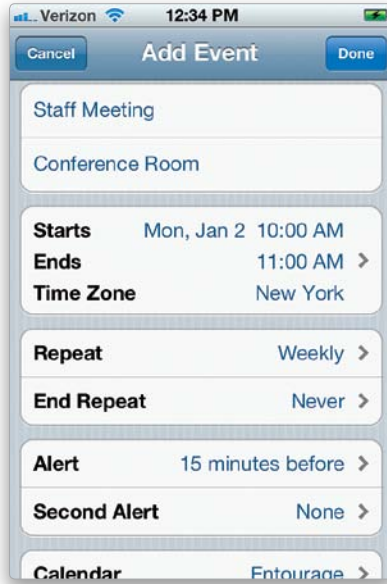 Verizon 12:34 PM
Cancel Add Event Done
Staff Meeting
Conference Room
Starts Mon, Jan 2 10:00 AM
Ends 11:00 AM >
Time Zone New York
Repeat Weekly >
End Repeat Never >
Alert 15 minutes before >
Second Alert None >
Calendar Entourage >